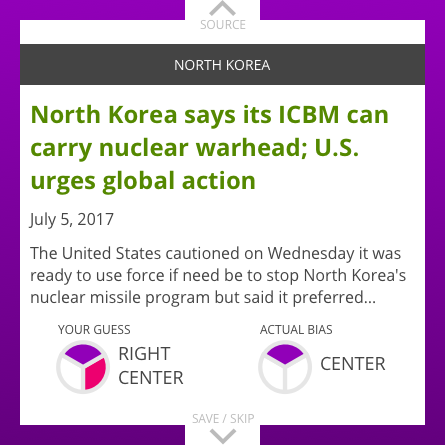 SOURCE
NORTH KOREA
North Korea says its ICBM can
carry nuclear warhead; U.S.
urges global action
July 5, 2017
The United States cautioned on Wednesday it was
ready to use force if need be to stop North Korea's
nuclear missile program but said it preferred...
YOUR GUESS
RIGHT
CENTER
ACTUAL BIAS
CENTER
SAVE / SKIP